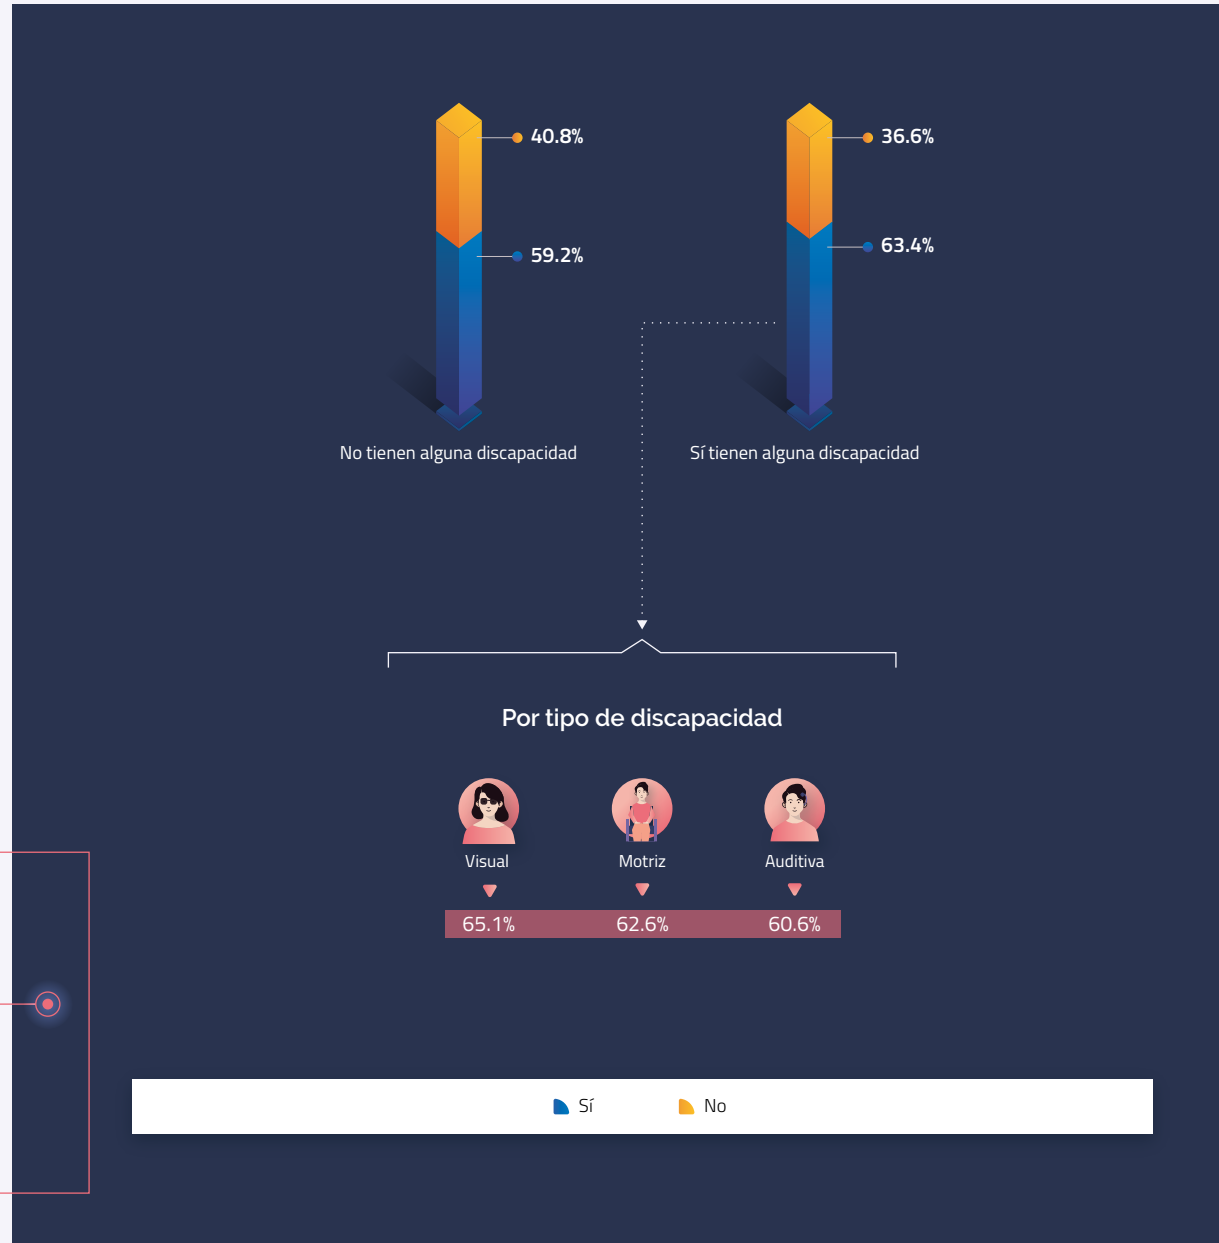 40.8%
36.6%
59.2%
63.4%
No tienen alguna discapacidad
Sí tienen alguna discapacidad
Por tipo de discapacidad
Visual
Motriz
Auditiva
65.1%
62.6%
60.6%
Sí
No